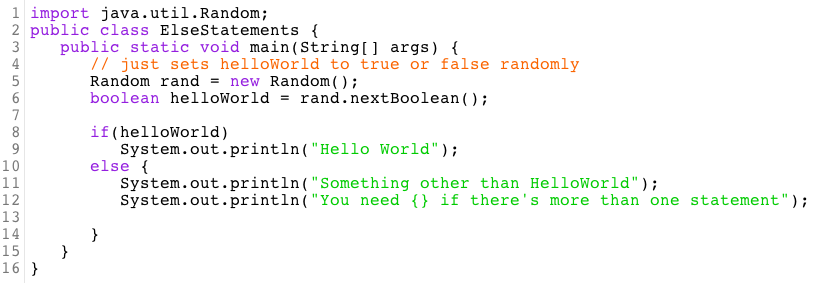 1 import java.util.Random;
2 public class ElseStatements {
3    public static void main(String[] args) {
4       // just sets helloWorld to true or false randomly
5       Random rand = new Random();
6       boolean helloWorld = rand.nextBoolean();
7
8       if(helloWorld)
9          System.out.println("Hello World");
10       else {
11          System.out.println("Something other than HelloWorld");
12          System.out.println("You need {} if there's more than one statement");
13
14       }
15    }
16 }